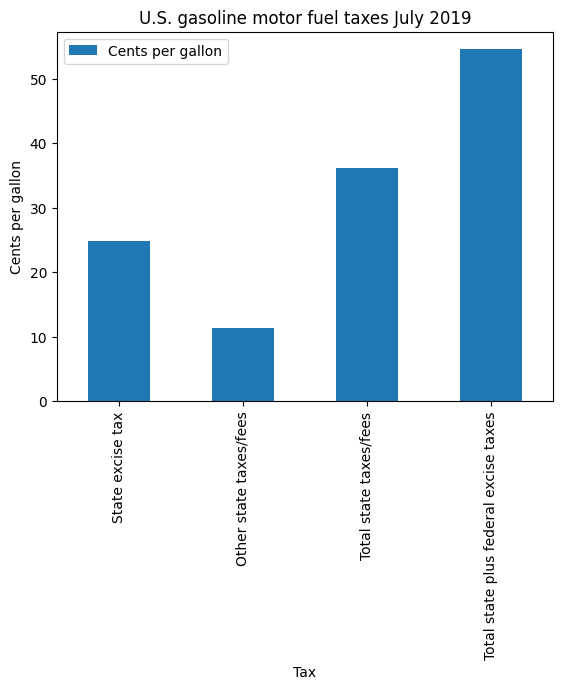 U.S. gasoline motor fuel taxes July 2019
Cents per gallon
Cents per gallon
50
40
30
20
10
0
State excise tax
Other state taxes/fees
Total state taxes/fees
Total state plus federal excise taxes
Tax